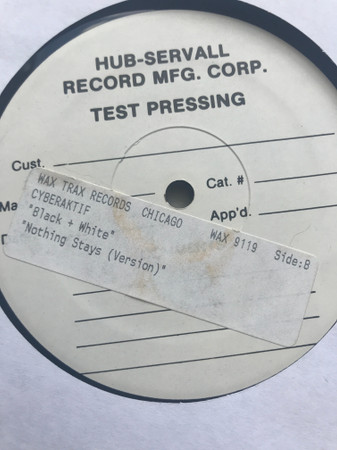 HUB-SERVALL
RECORD MFG. CORP.
TEST PRESSING
Cust.
Cat. #
Ma
App'd.
D
WAX TRAX RECORDS CHICAGO WAX 9119 Side:B
CYBERAKTIF
"Black + White"
"Nothing Stays (Version)"